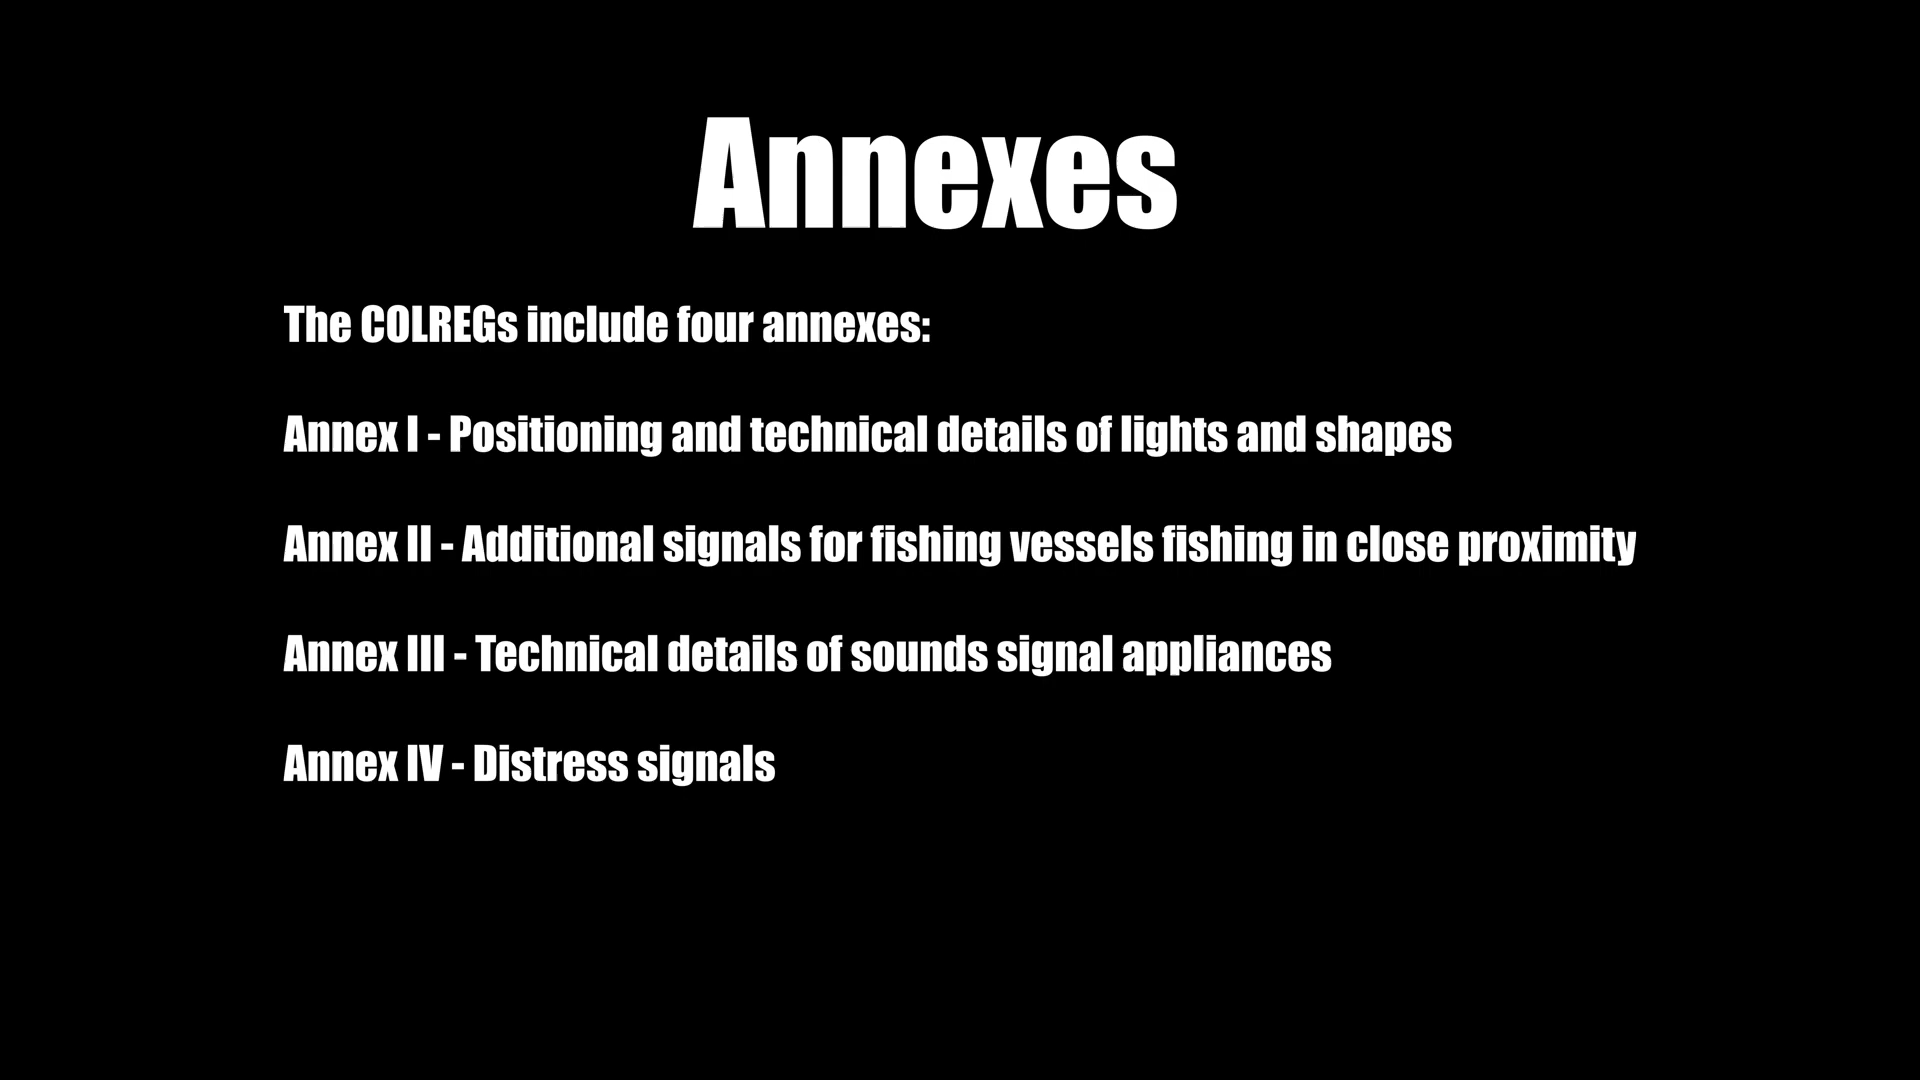 Annexes
The COLREGs include four annexes:
Annex I - Positioning and technical details of lights and shapes
Annex II - Additional signals for fishing vessels fishing in close proximity
Annex III - Technical details of sounds signal appliances
Annex IV - Distress signals